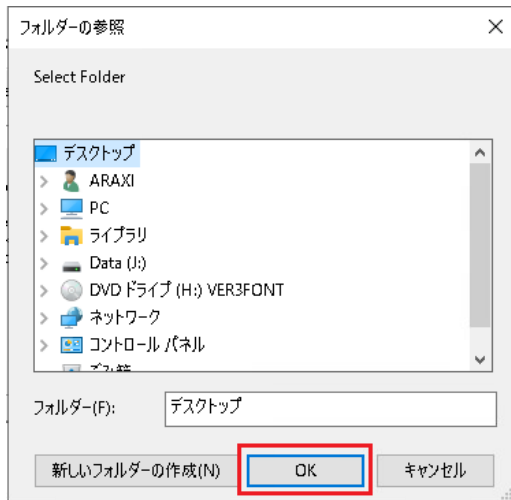 フォルダーの参照
Select Folder
デスクトップ
ARAXI
PC
ライブラリ
Data (J:)
DVD ドライブ (H:) VER3FONT
ネットワーク
コントロール パネル
ごみ箱
フォルダー(F):	デスクトップ
新しいフォルダーの作成(N)	OK	キャンセル